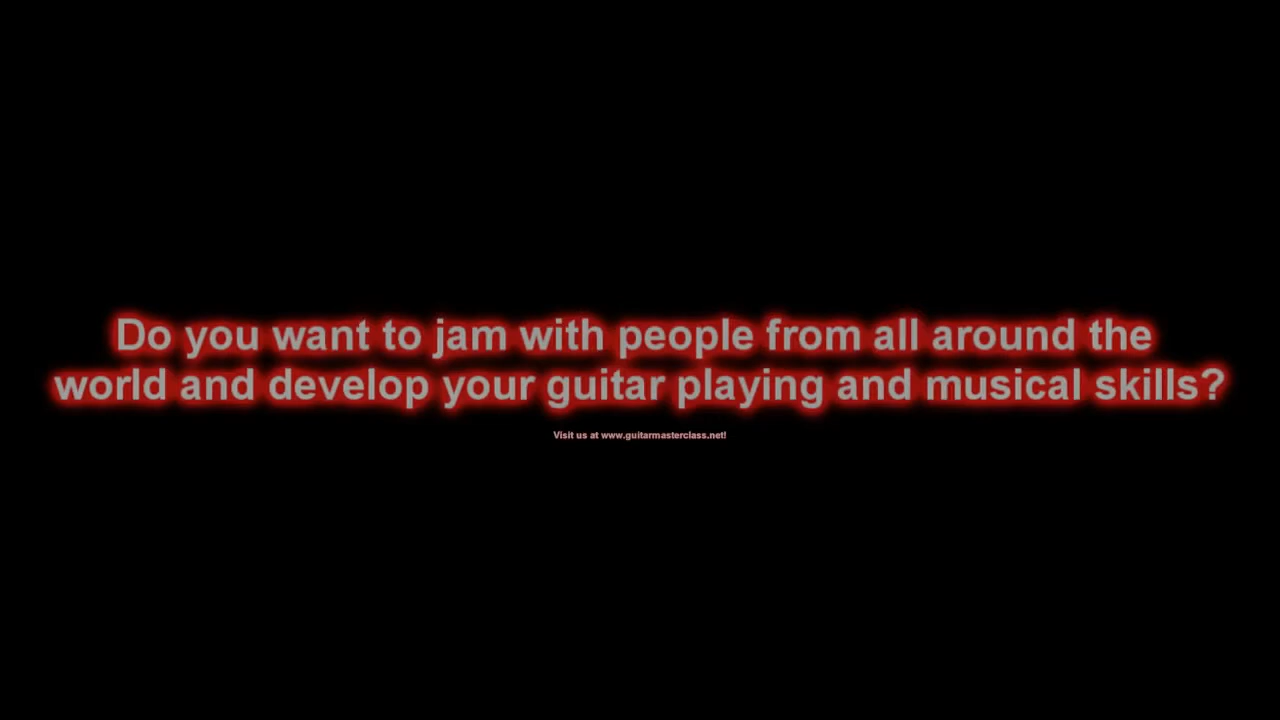 Do you want to jam with people from all around the
world and develop your guitar playing and musical skills?
Visit us at www.guitarmasterclass.net!